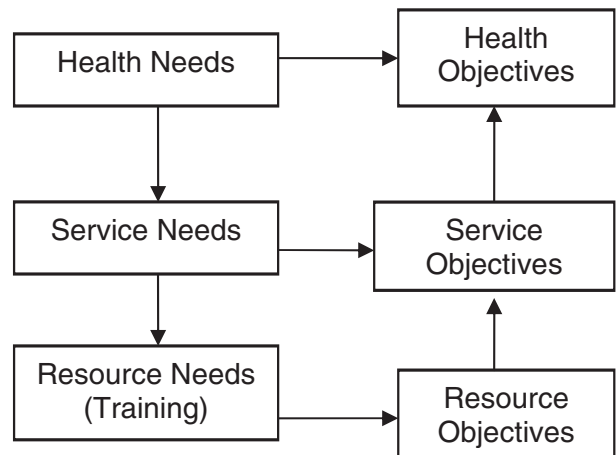 Health Needs
Health
Objectives
Service Needs
Service
Objectives
Resource Needs
(Training)
Resource
Objectives